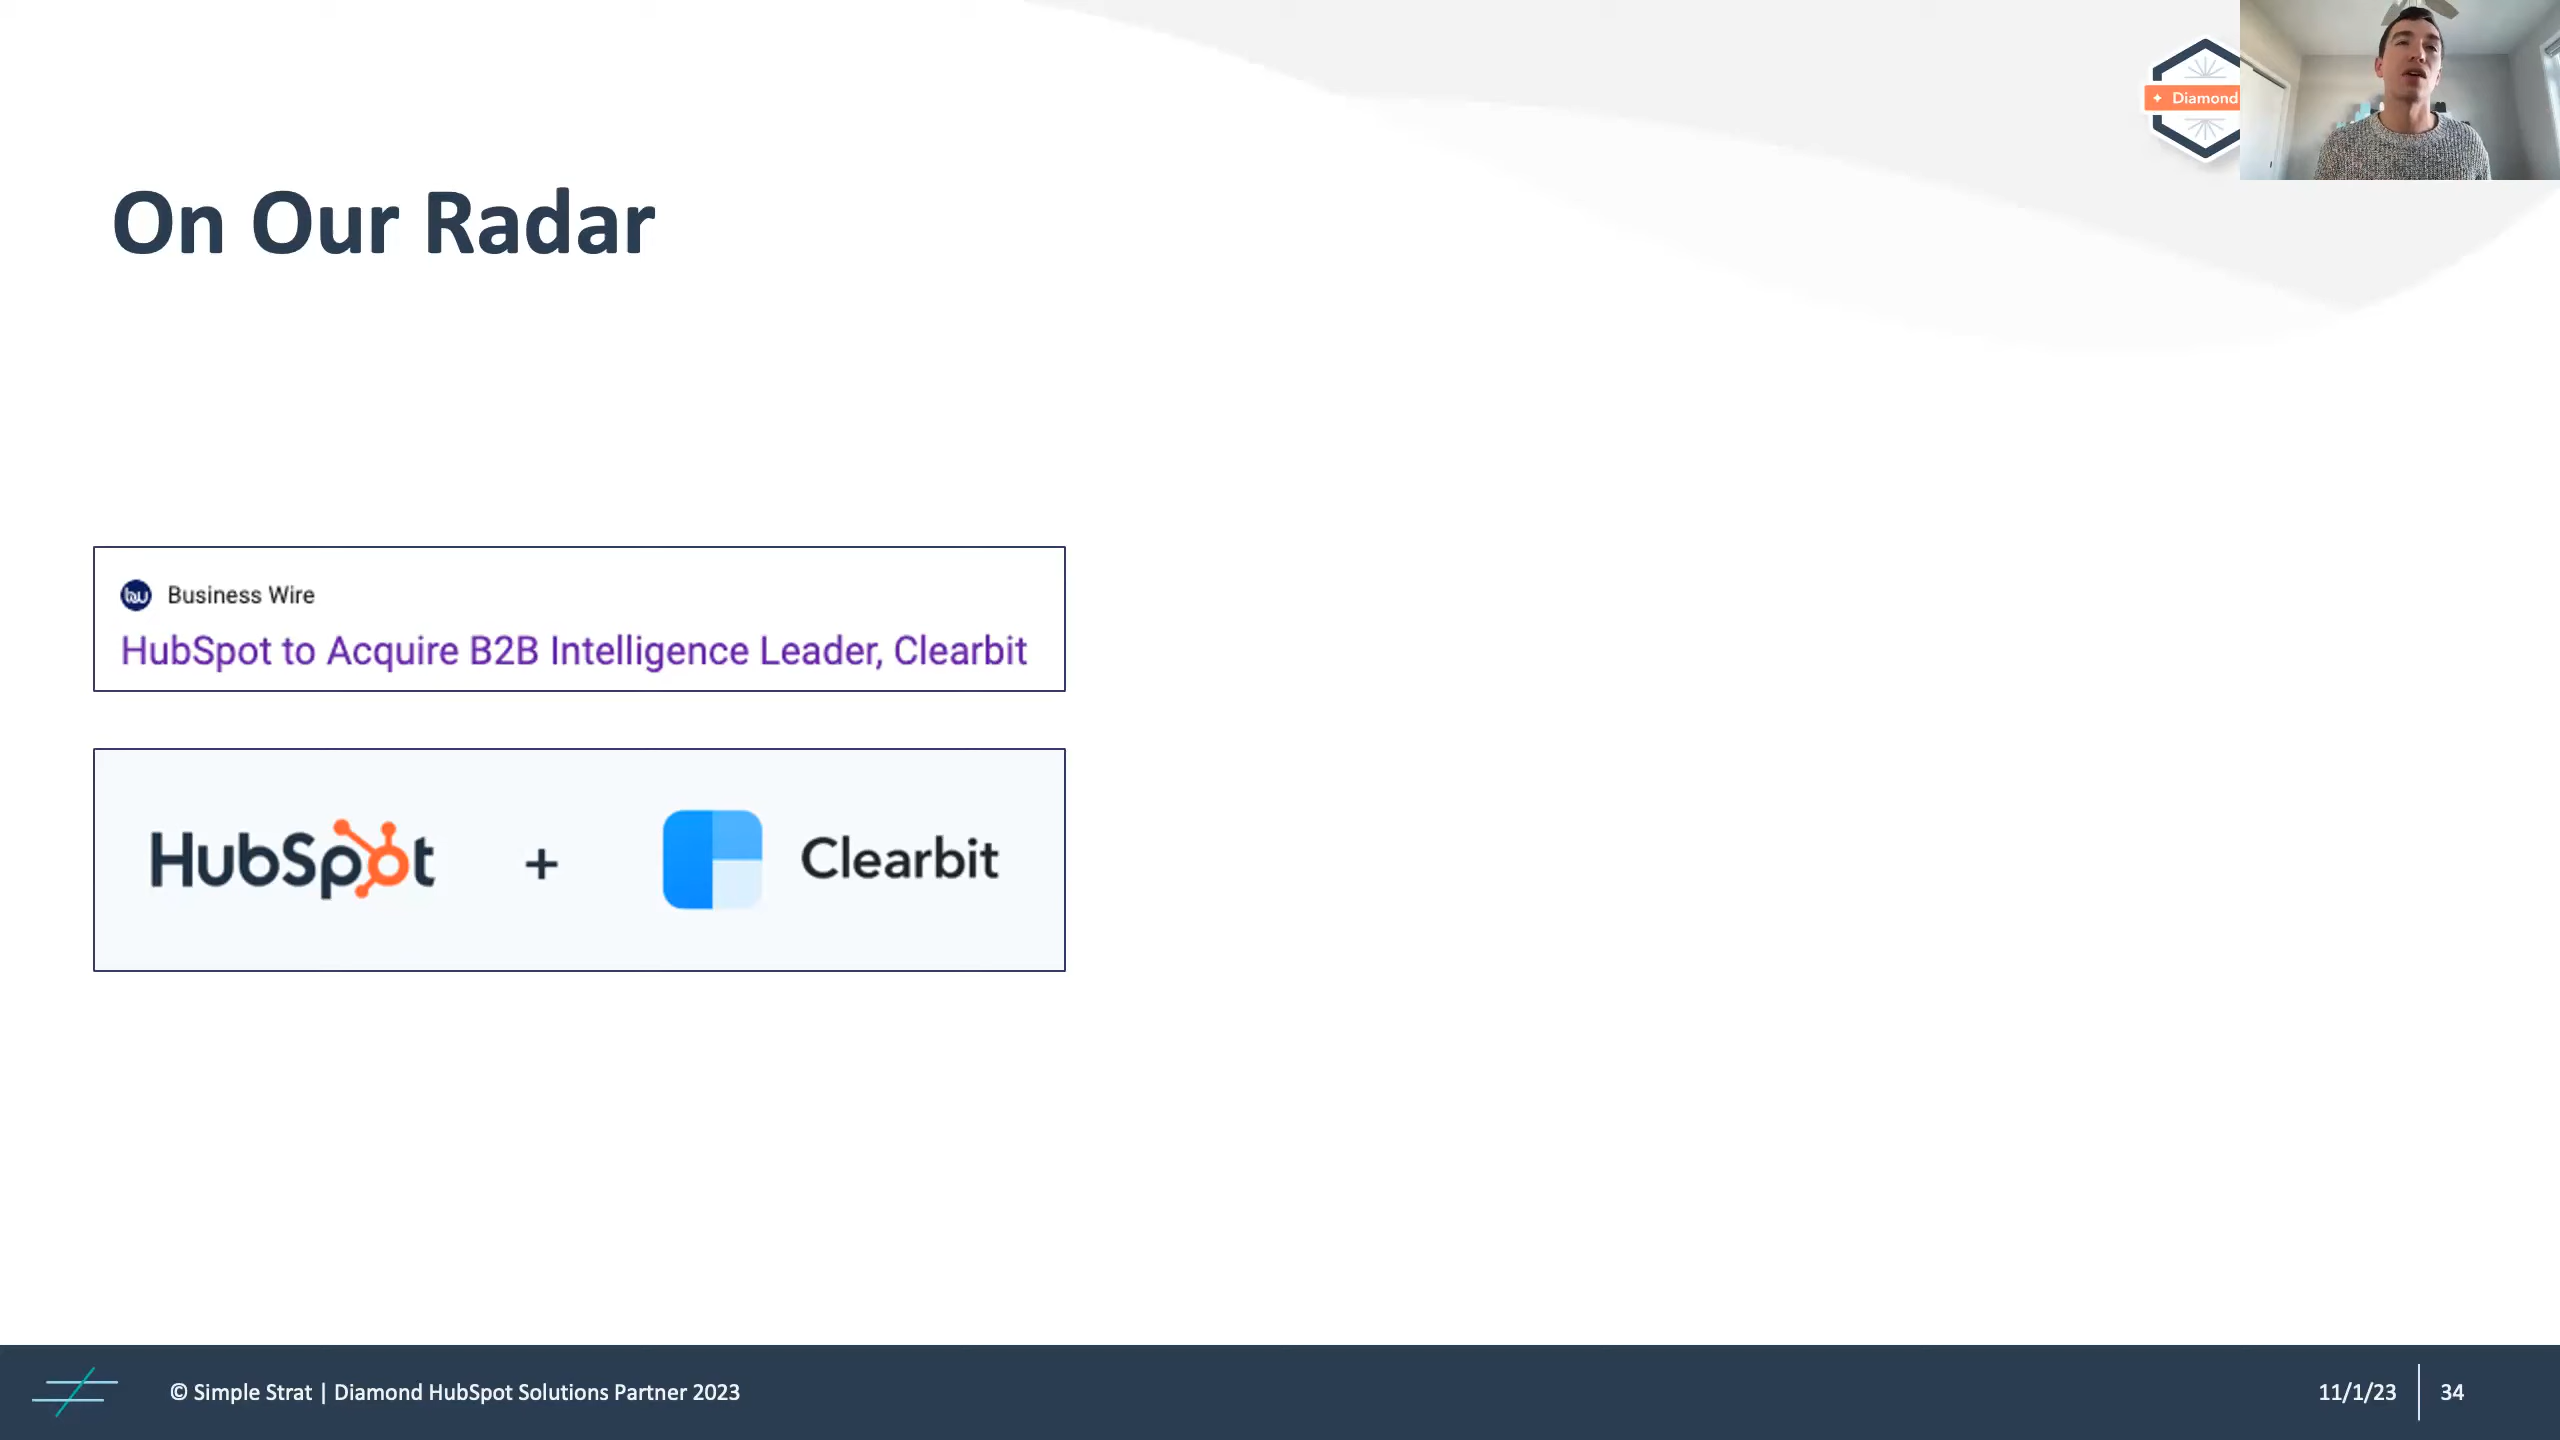 ✦ Diamond
On Our Radar
Business Wire
HubSpot to Acquire B2B Intelligence Leader, Clearbit
HubSpot + Clearbit
© Simple Strat | Diamond HubSpot Solutions Partner 2023
11/1/23 | 34